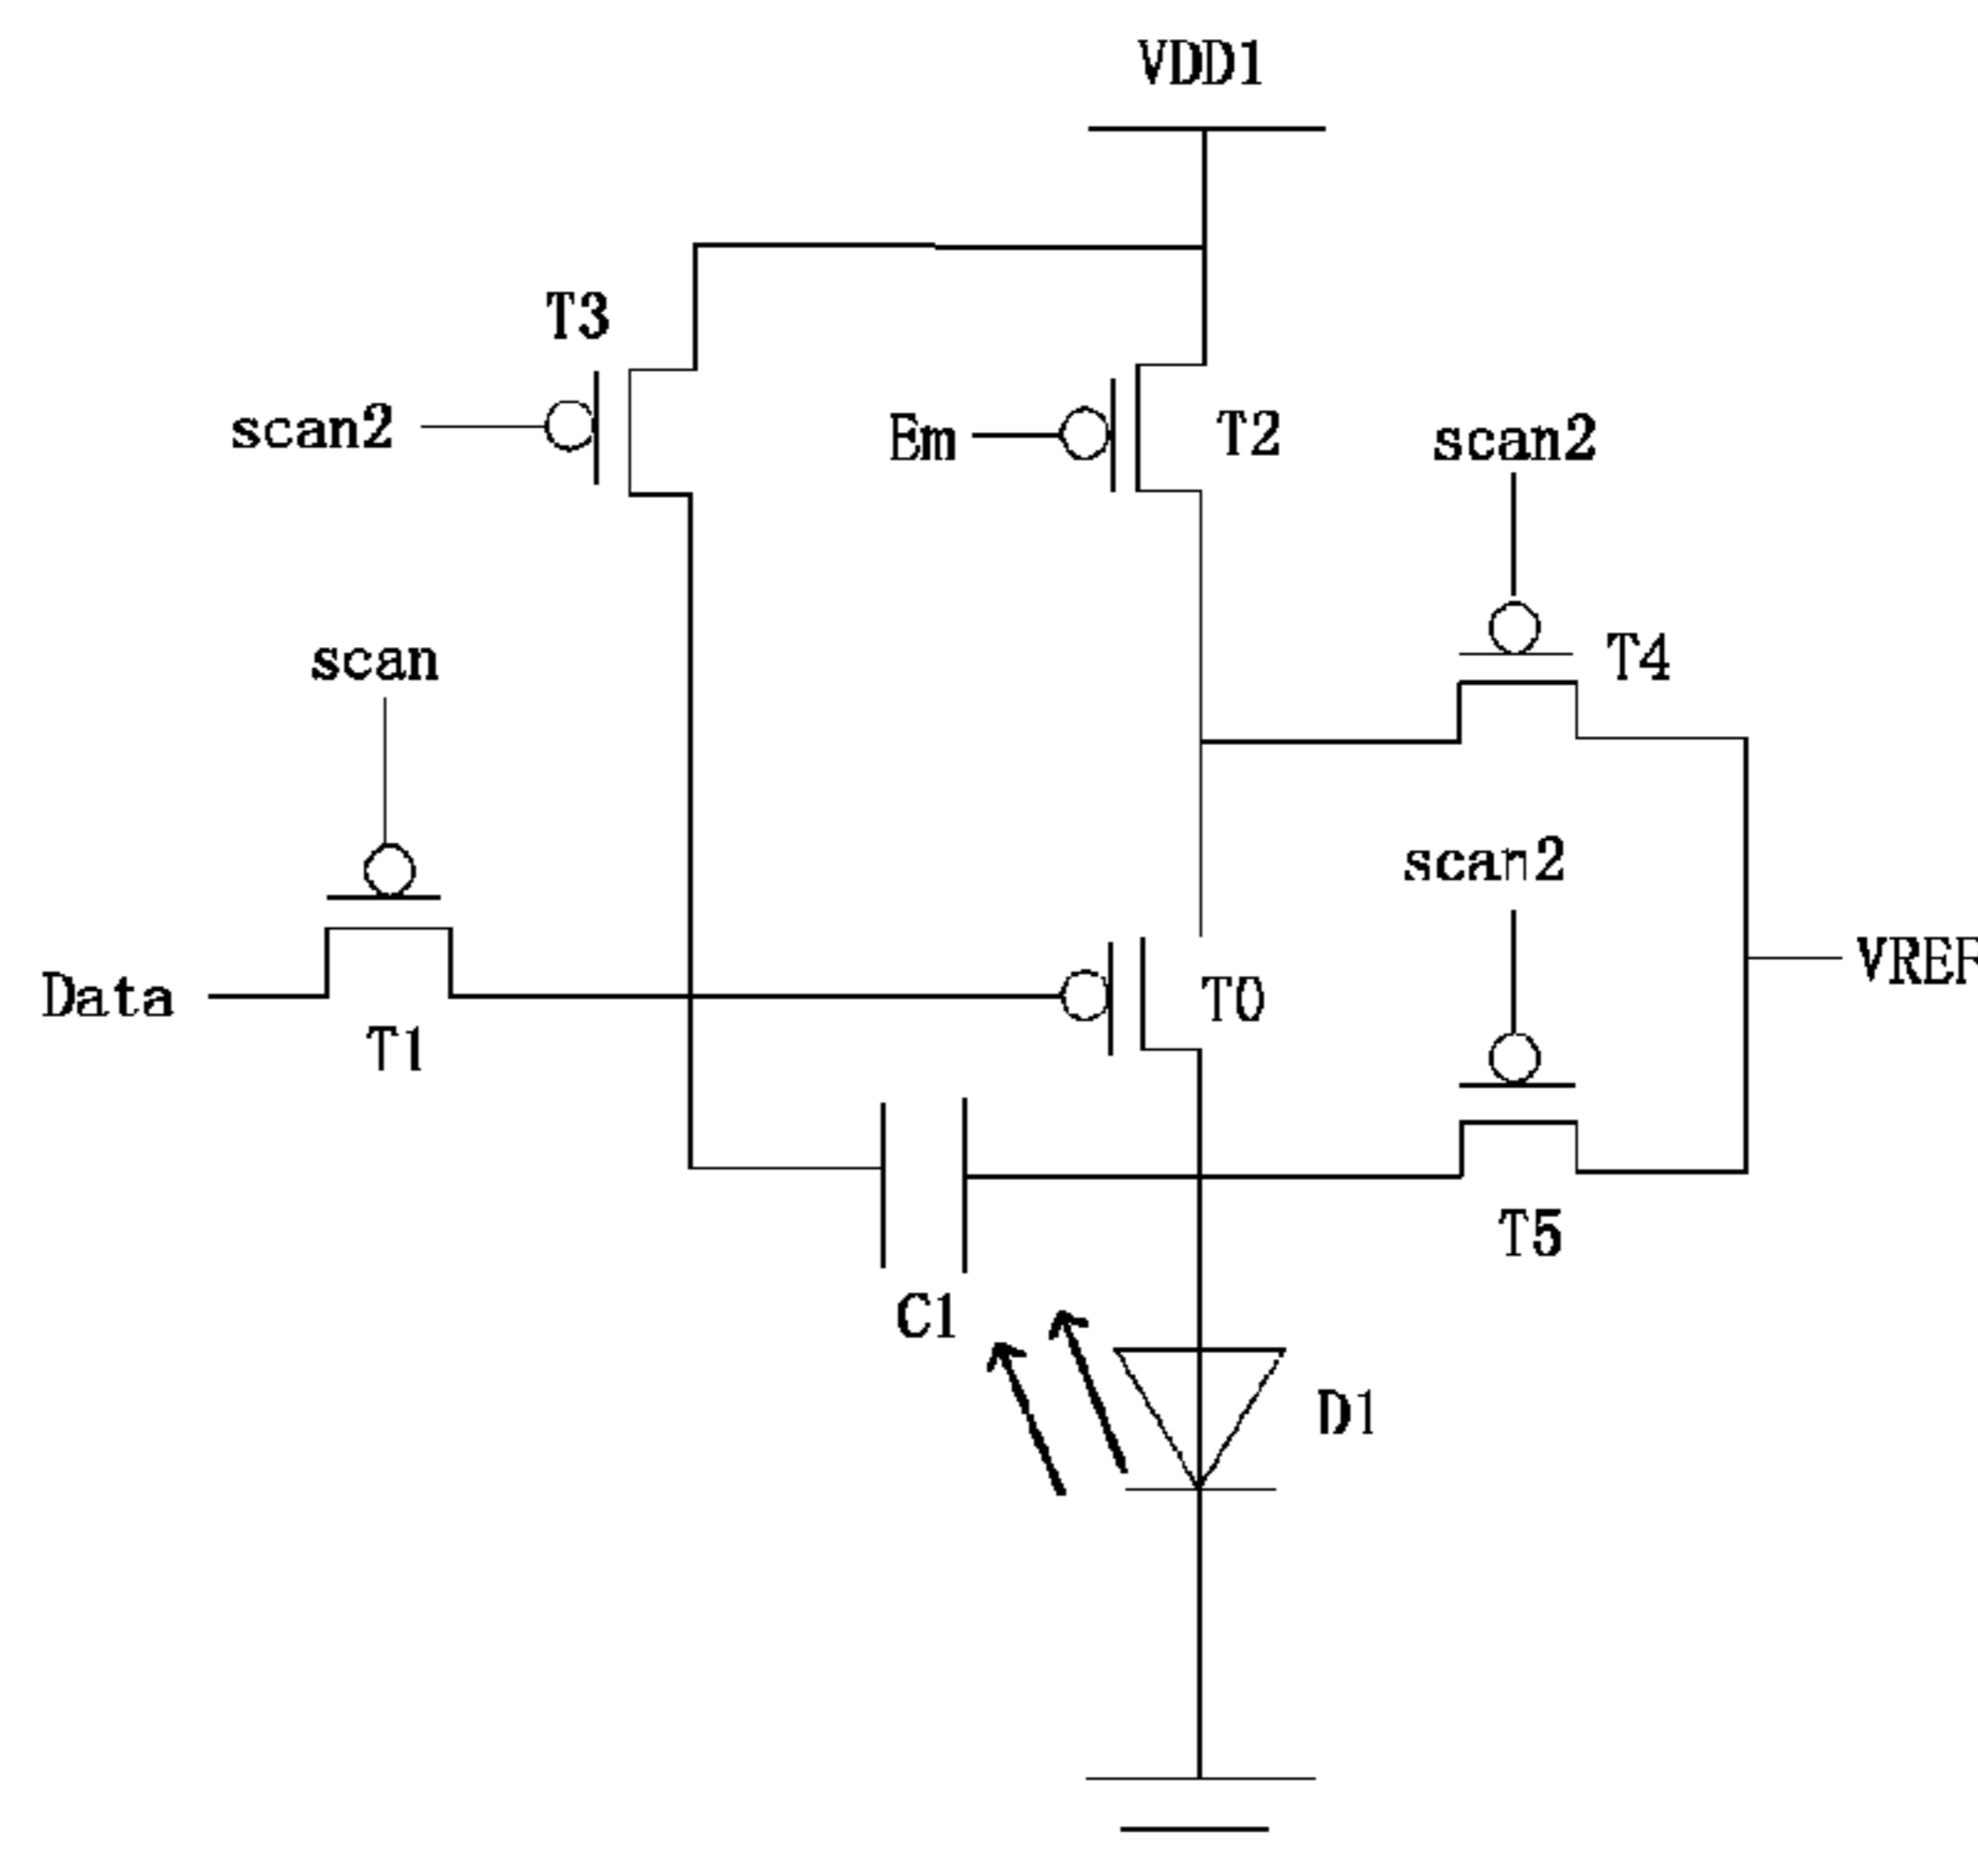 VDD1
T3
scan2
Em
T2
scan2
scan
T4
scan2
Data
T1
T0
VREF
T5
C1
D1